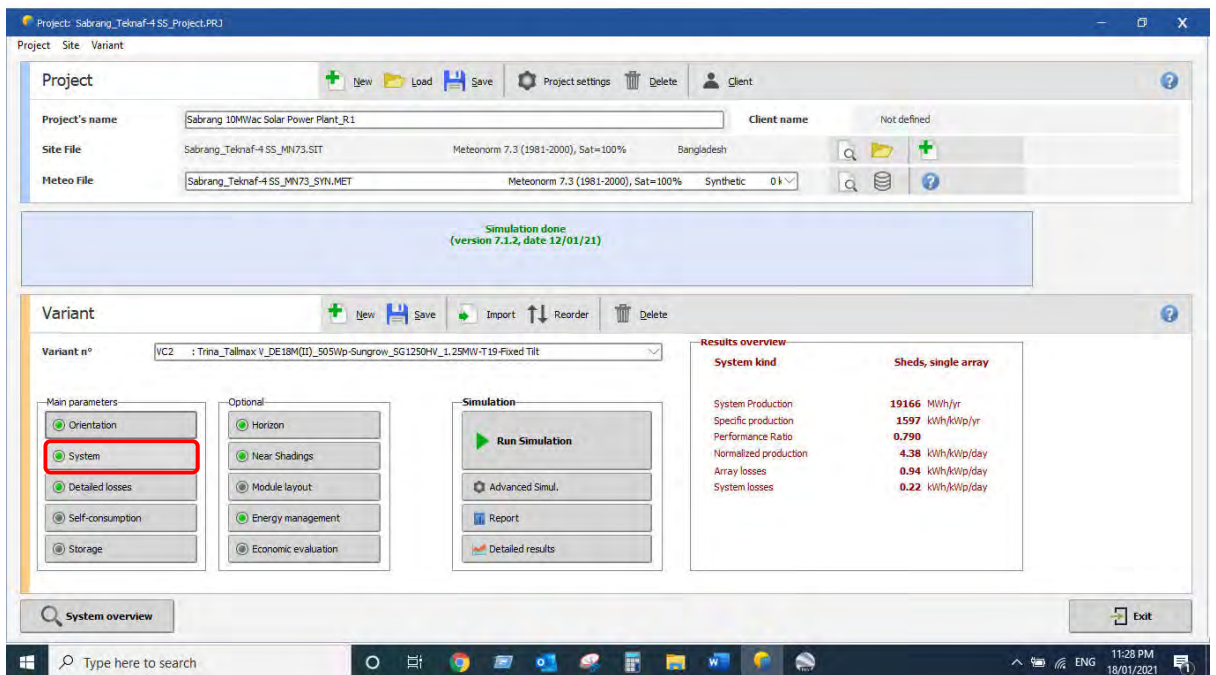 Project: Sabrang_Teknaf-4 SS_Project.PRJ
Project Site Variant
Project New Load Save Project settings Delete Client
Project's name Sabrang 10MWac Solar Power Plant_R1 Client name Not defined
Site File Sabrang_Teknaf-4 SS_MN73.SIT Meteonorm 7.3 (1981-2000), Sat=100% Bangladesh
Meteo File Sabrang_Teknaf-4 SS_MN73_SYN.MET Meteonorm 7.3 (1981-2000), Sat=100% Synthetic 0 k
Simulation done
(version 7.1.2, date 12/01/21)
Variant New Save Import Reorder Delete
Variant n° VC2 : Trina_Tallmax V_DE18M(II)_505Wp-Sungrow_SG1250HV_1.25MW-T19-Fixed Tilt
Main parameters
Orientation
System
Detailed losses
Self-consumption
Storage
Optional
Horizon
Near Shadings
Module layout
Energy management
Economic evaluation
Simulation
Run Simulation
Advanced Simul.
Report
Detailed results
Results overview
System kind Sheds, single array
System Production 19166 MWh/yr
Specific production 1597 kWh/kWp/yr
Performance Ratio 0.790
Normalized production 4.38 kWh/kWp/day
Array losses 0.94 kWh/kWp/day
System losses 0.22 kWh/kWp/day
System overview
Exit
Type here to search
ENG
11:28 PM
18/01/2021